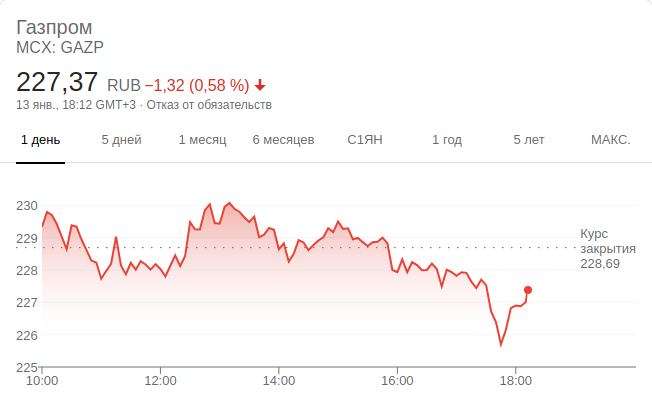 Газпром
MCX: GAZP
227,37 RUB −1,32 (0,58 %)
13 янв., 18:12 GMT+3 · Отказ от обязательств
1 день 5 дней 1 месяц 6 месяцев С1ЯН 1 год 5 лет МАКС.
230
229
228
227
226
225
Курс
закрытия
228,69
10:00 12:00 14:00 16:00 18:00